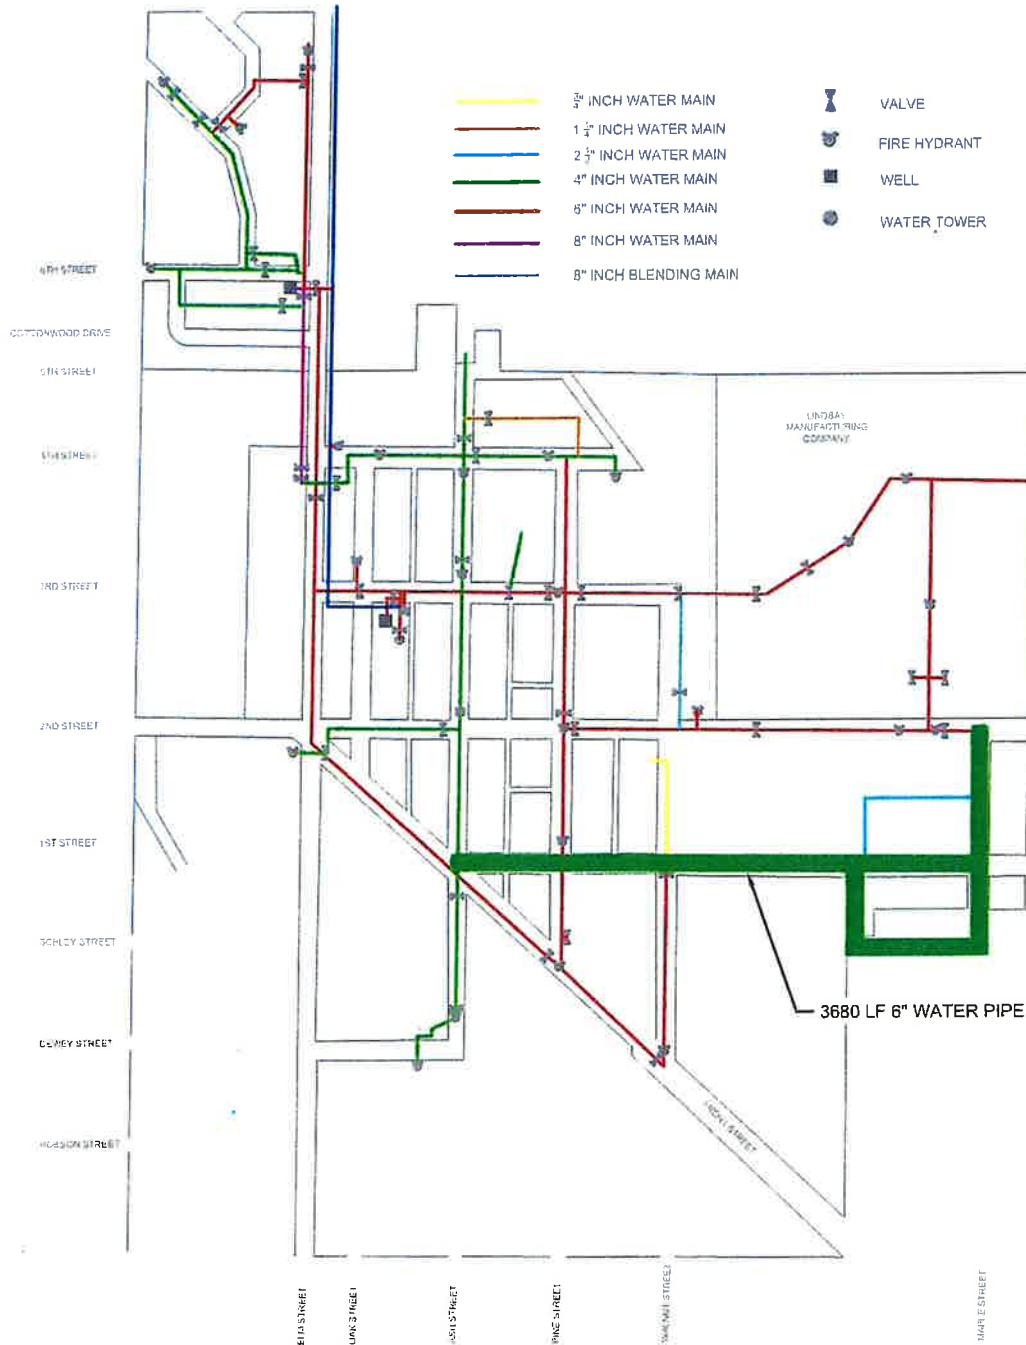 ¾" INCH WATER MAIN
1 ¼" INCH WATER MAIN
2 ½" INCH WATER MAIN
4" INCH WATER MAIN
6" INCH WATER MAIN
8" INCH WATER MAIN
8" INCH BLENDING MAIN
VALVE
FIRE HYDRANT
WELL
WATER TOWER
6TH STREET
COTTONWOOD DRIVE
5TH STREET
4TH STREET
3RD STREET
2ND STREET
1ST STREET
SCHLEY STREET
DEWEY STREET
HOBSON STREET
LINDSAY
MANUFACTURING
COMPANY
3680 LF 6" WATER PIPE
OAK STREET
ASH STREET
PINE STREET
WALNUT STREET
MAPLE STREET